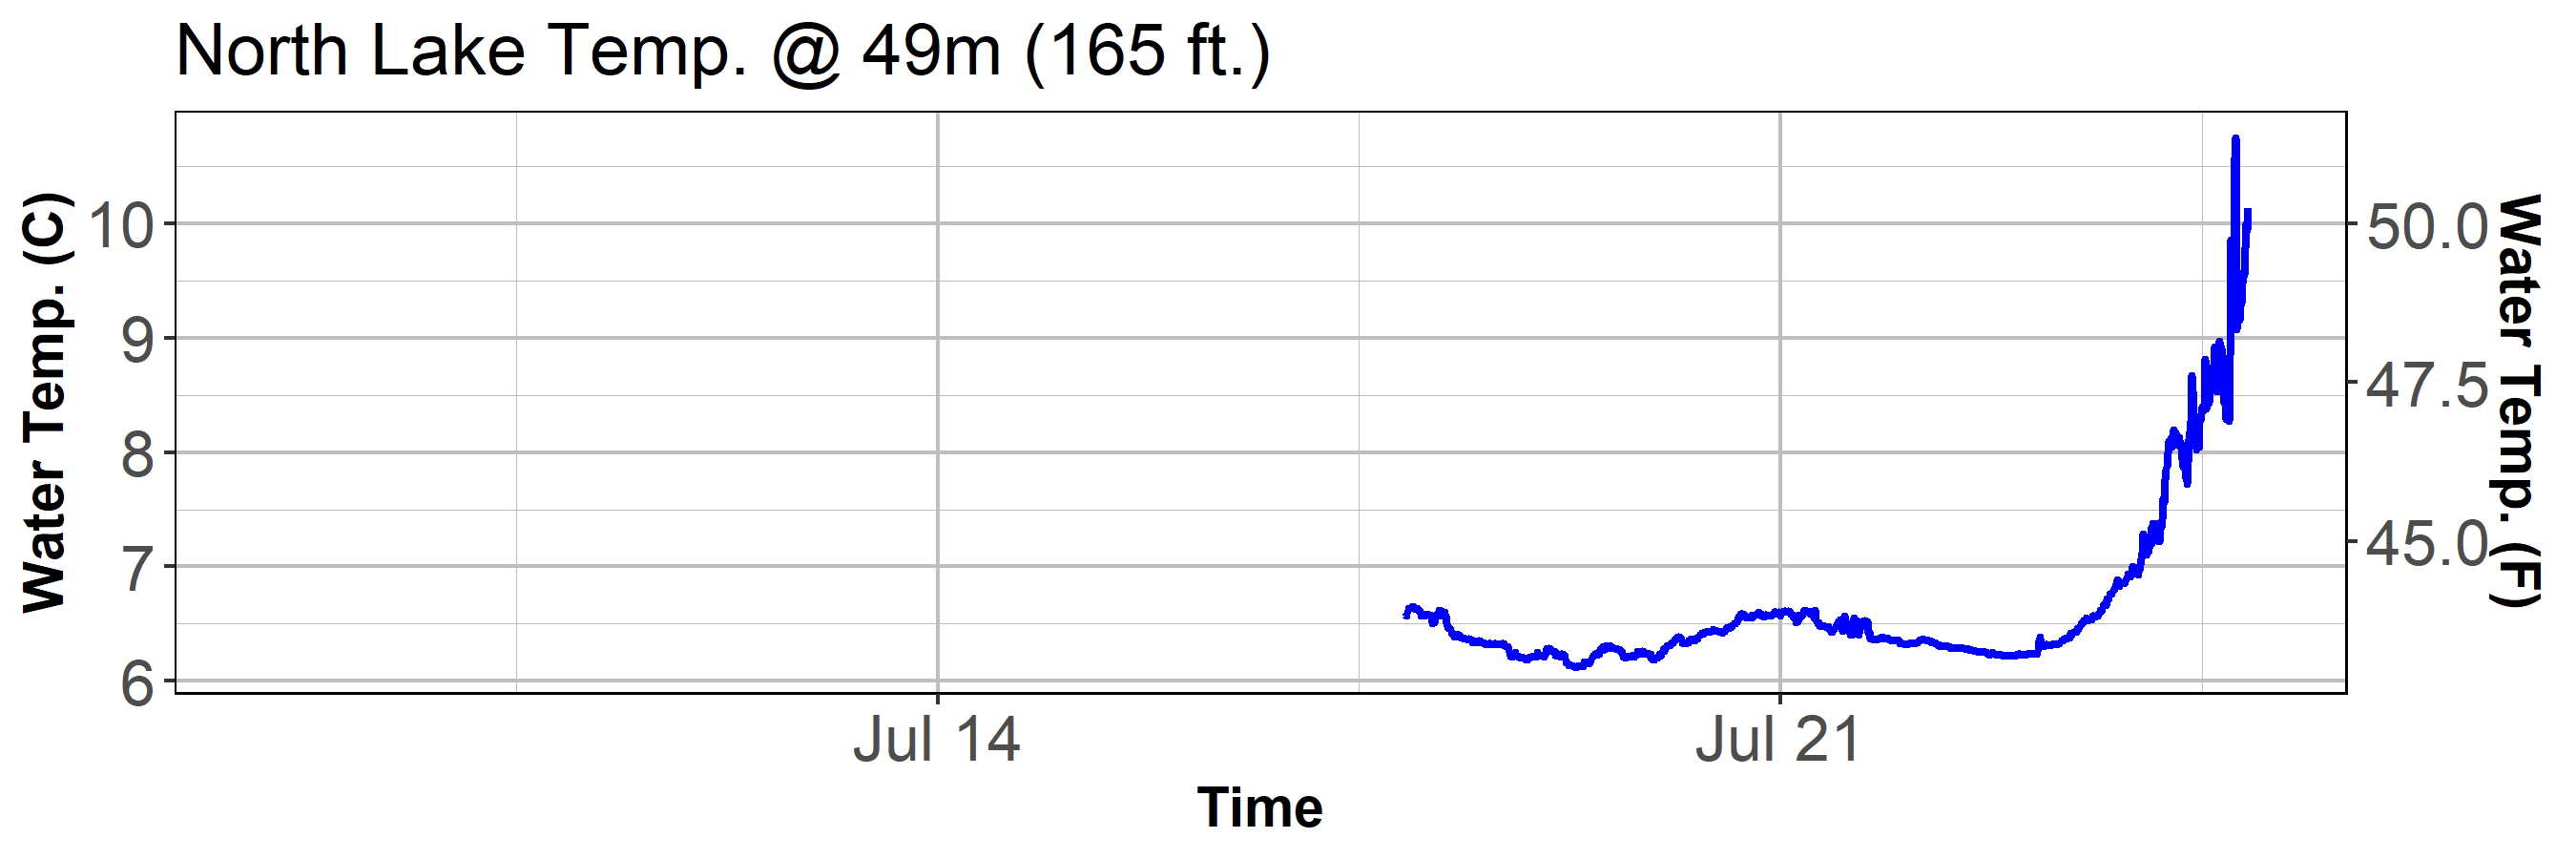 North Lake Temp. @ 49m (165 ft.)
Water Temp. (C)
10
9
8
7
6
50.0
47.5
45.0
Water Temp. (F)
Jul 14
Jul 21
Time